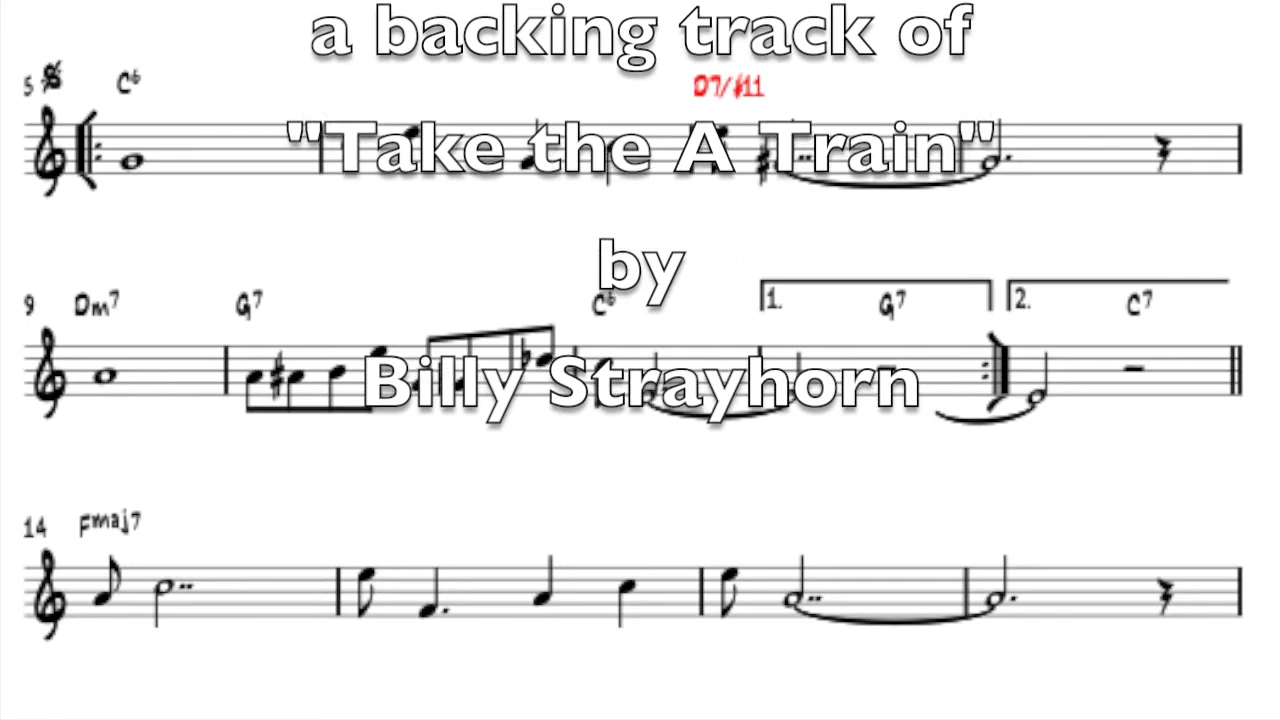 a backing track of
5 C6 D7/#11
"Take the A Train"
by
9 Dm7 G7 C6 1. G7 2. C7
Billy Strayhorn
14 Fmaj7